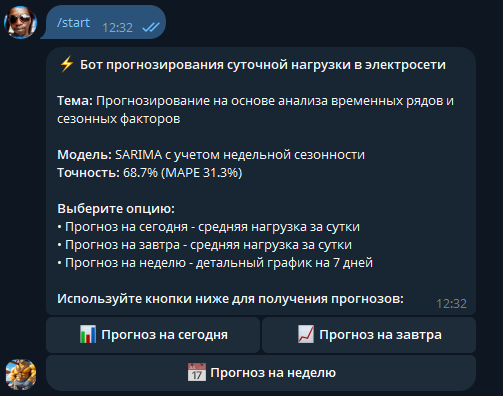 /start
12:32
⚡ Бот прогнозирования суточной нагрузки в электросети
Тема: Прогнозирование на основе анализа временных рядов и
сезонных факторов
Модель: SARIMA с учетом недельной сезонности
Точность: 68.7% (MAPE 31.3%)
Выберите опцию:
• Прогноз на сегодня - средняя нагрузка за сутки
• Прогноз на завтра - средняя нагрузка за сутки
• Прогноз на неделю - детальный график на 7 дней
Используйте кнопки ниже для получения прогнозов:
12:32
📊 Прогноз на сегодня
📈 Прогноз на завтра
📅 Прогноз на неделю